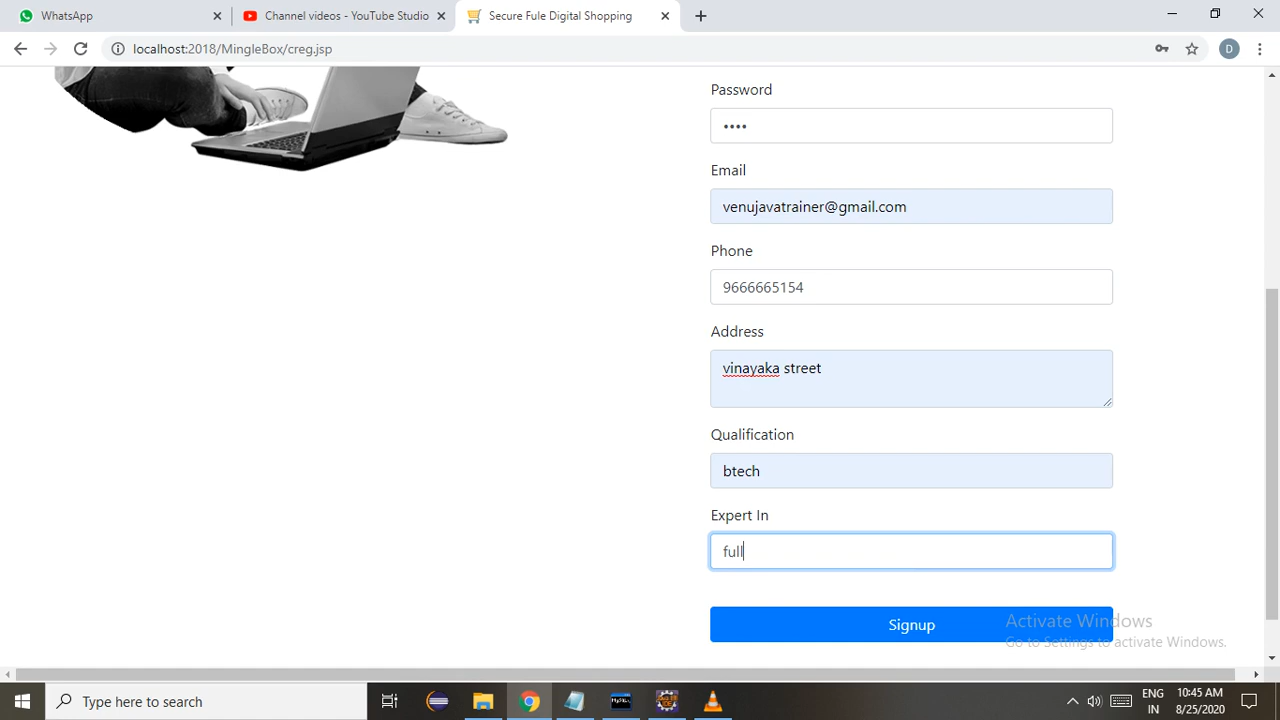 WhatsApp
Channel videos - YouTube Studio
Secure Fule Digital Shopping
localhost:2018/MingleBox/creg.jsp
D
Password
••••
Email
venujavatrainer@gmail.com
Phone
9666665154
Address
vinayaka street
Qualification
btech
Expert In
full
Signup
Activate Windows
Go to Settings to activate Windows.
Type here to search
ENG
IN
10:45 AM
8/25/2020